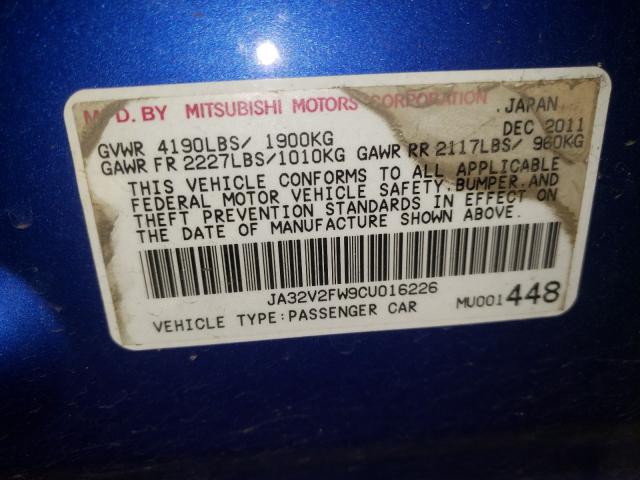 MFD. BY MITSUBISHI MOTORS CORPORATION, JAPAN
GVWR 4190LBS/ 1900KG DEC 2011
GAWR FR 2227LBS/1010KG GAWR RR 2117LBS/ 960KG
THIS VEHICLE CONFORMS TO ALL APPLICABLE
FEDERAL MOTOR VEHICLE SAFETY,BUMPER,AND
THEFT PREVENTION STANDARDS IN EFFECT ON
THE DATE OF MANUFACTURE SHOWN ABOVE.
JA32V2FW9CU016226
VEHICLE TYPE:PASSENGER CAR MU001448